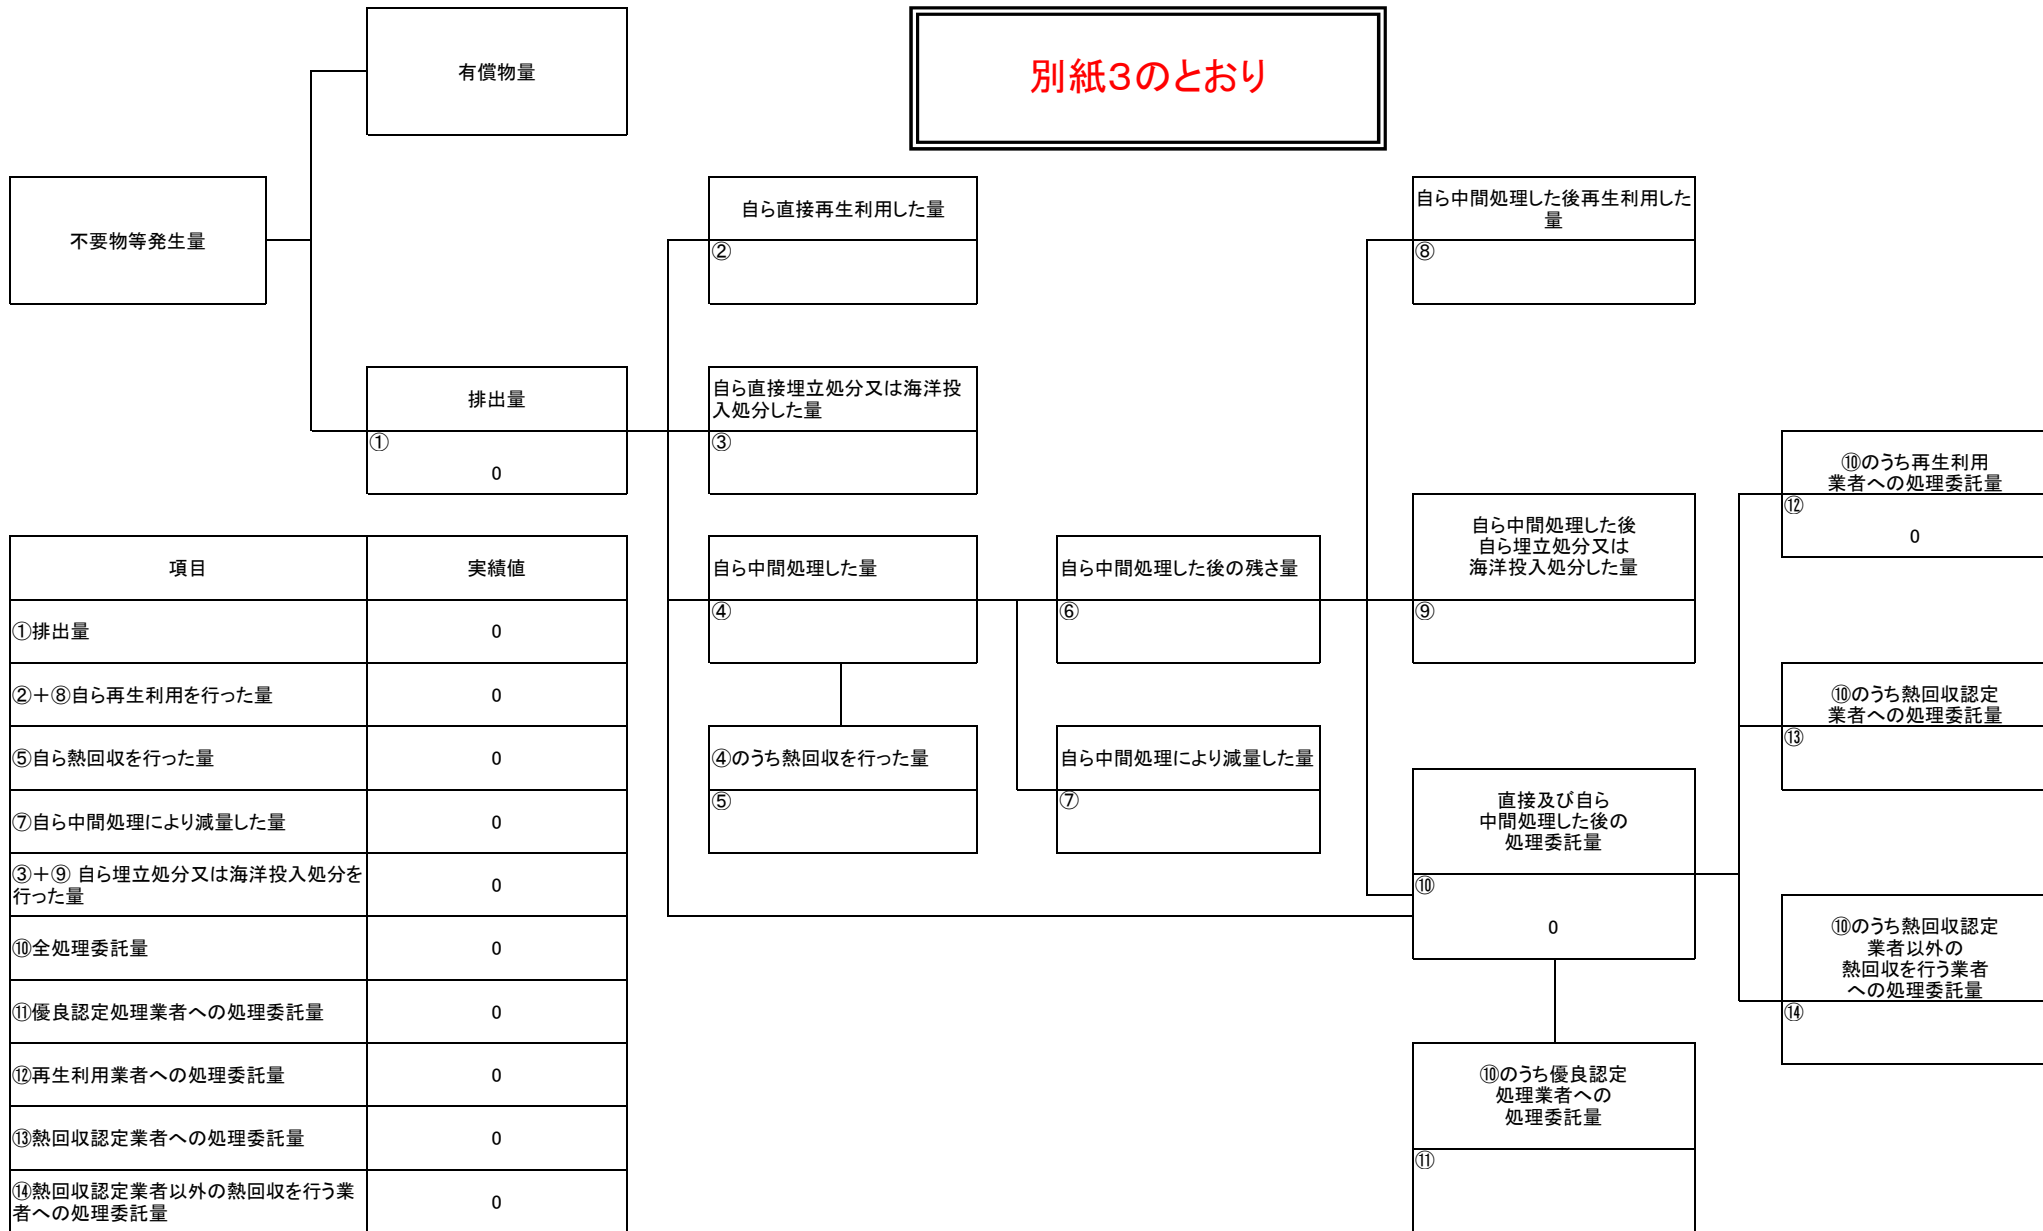 有償物量
別紙３のとおり
不要物等発生量
自ら直接再生利用した量
②
自ら中間処理した後再生利用した
量
⑧
排出量
①
0
自ら直接埋立処分又は海洋投
入処分した量
③
⑩のうち再生利用
業者への処理委託量
⑫
0
自ら中間処理した量
④
自ら中間処理した後の残さ量
⑥
自ら中間処理した後
自ら埋立処分又は
海洋投入処分した量
⑨
⑩のうち熱回収認定
業者への処理委託量
⑬
④のうち熱回収を行った量
⑤
自ら中間処理により減量した量
⑦
直接及び自ら
中間処理した後の
処理委託量
⑩
0
⑩のうち熱回収認定
業者以外の
熱回収を行う業者
への処理委託量
⑭
⑩のうち優良認定
処理業者への
処理委託量
⑪
項目 実績値
①排出量 0
②＋⑧自ら再生利用を行った量 0
⑤自ら熱回収を行った量 0
⑦自ら中間処理により減量した量 0
③＋⑨ 自ら埋立処分又は海洋投入処分を
行った量 0
⑩全処理委託量 0
⑪優良認定処理業者への処理委託量 0
⑫再生利用業者への処理委託量 0
⑬熱回収認定業者への処理委託量 0
⑭熱回収認定業者以外の熱回収を行う業
者への処理委託量 0